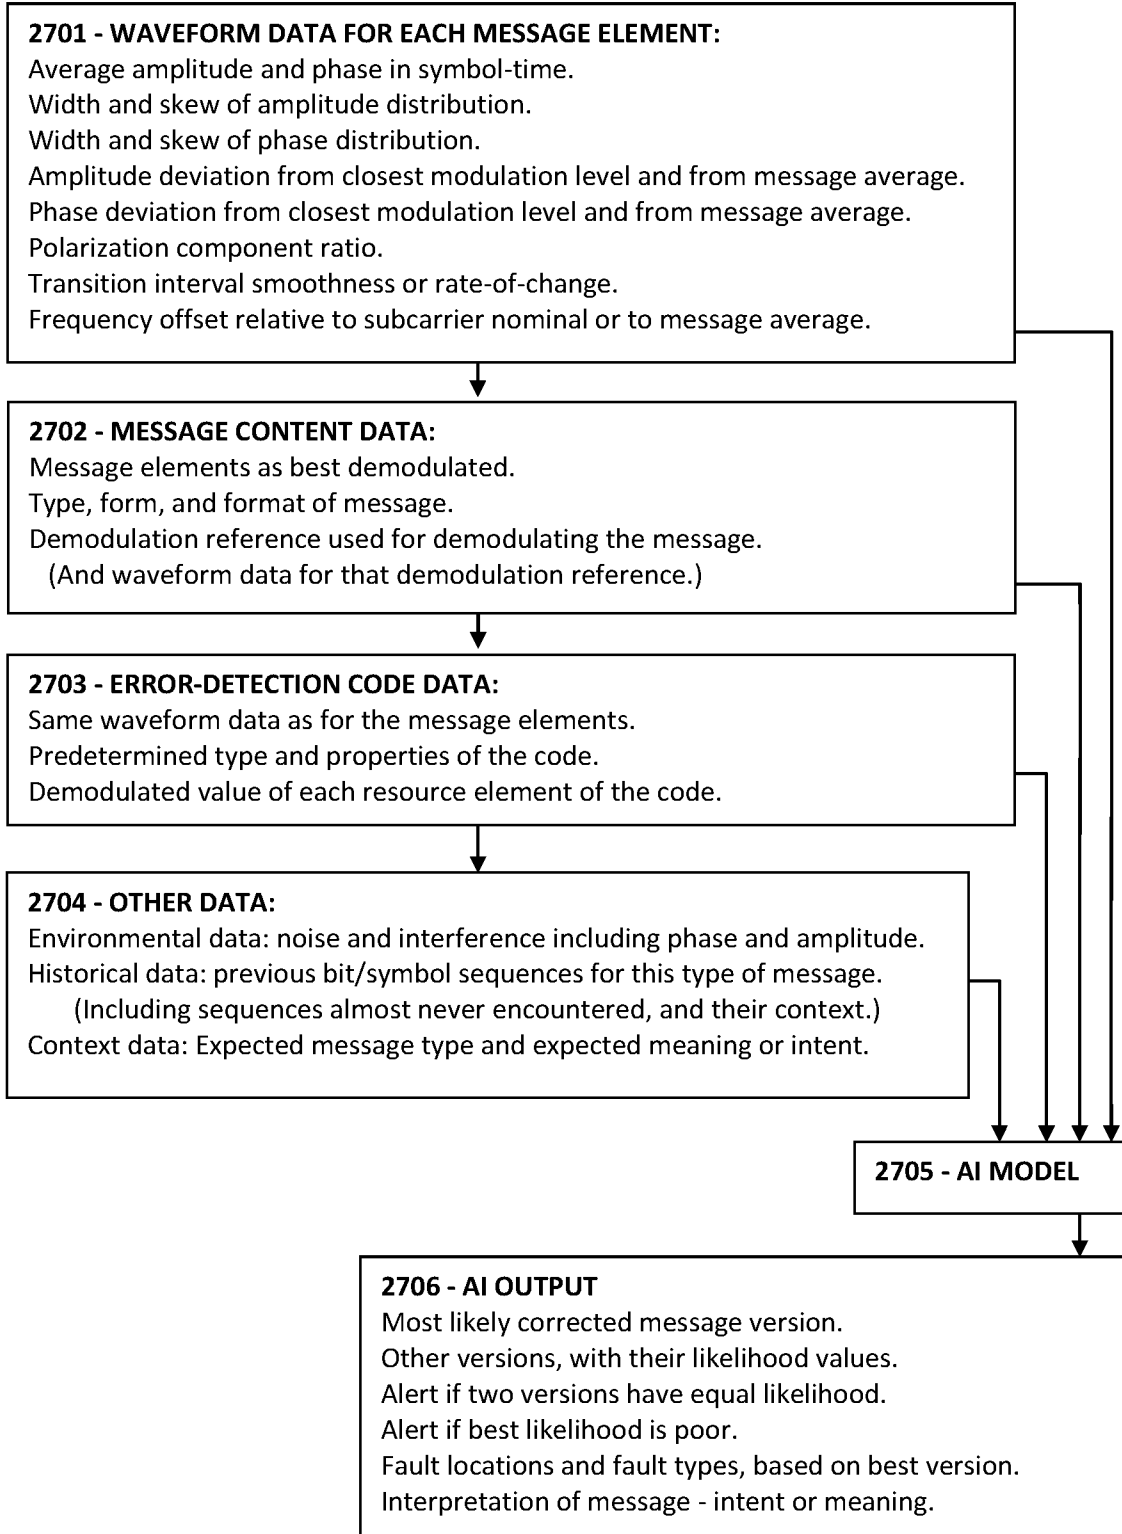 2701 - WAVEFORM DATA FOR EACH MESSAGE ELEMENT:
Average amplitude and phase in symbol-time.
Width and skew of amplitude distribution.
Width and skew of phase distribution.
Amplitude deviation from closest modulation level and from message average.
Phase deviation from closest modulation level and from message average.
Polarization component ratio.
Transition interval smoothness or rate-of-change.
Frequency offset relative to subcarrier nominal or to message average.
2702 - MESSAGE CONTENT DATA:
Message elements as best demodulated.
Type, form, and format of message.
Demodulation reference used for demodulating the message.
(And waveform data for that demodulation reference.)
2703 - ERROR-DETECTION CODE DATA:
Same waveform data as for the message elements.
Predetermined type and properties of the code.
Demodulated value of each resource element of the code.
2704 - OTHER DATA:
Environmental data: noise and interference including phase and amplitude.
Historical data: previous bit/symbol sequences for this type of message.
(Including sequences almost never encountered, and their context.)
Context data: Expected message type and expected meaning or intent.
2705 - AI MODEL
2706 - AI OUTPUT
Most likely corrected message version.
Other versions, with their likelihood values.
Alert if two versions have equal likelihood.
Alert if best likelihood is poor.
Fault locations and fault types, based on best version.
Interpretation of message - intent or meaning.